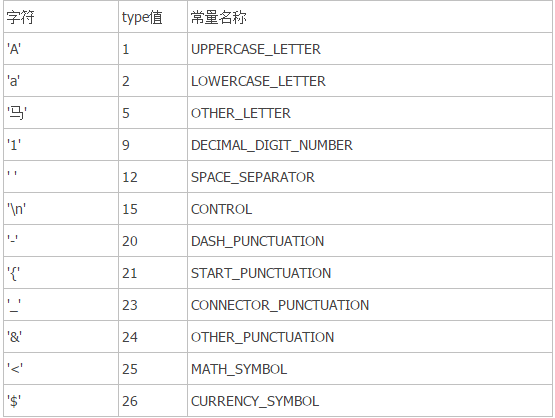 字符 type值 常量名称
'A' 1 UPPERCASE_LETTER
'a' 2 LOWERCASE_LETTER
'马' 5 OTHER_LETTER
'1' 9 DECIMAL_DIGIT_NUMBER
' ' 12 SPACE_SEPARATOR
'\n' 15 CONTROL
'-' 20 DASH_PUNCTUATION
'{' 21 START_PUNCTUATION
'_' 23 CONNECTOR_PUNCTUATION
'&' 24 OTHER_PUNCTUATION
'<' 25 MATH_SYMBOL
'$' 26 CURRENCY_SYMBOL